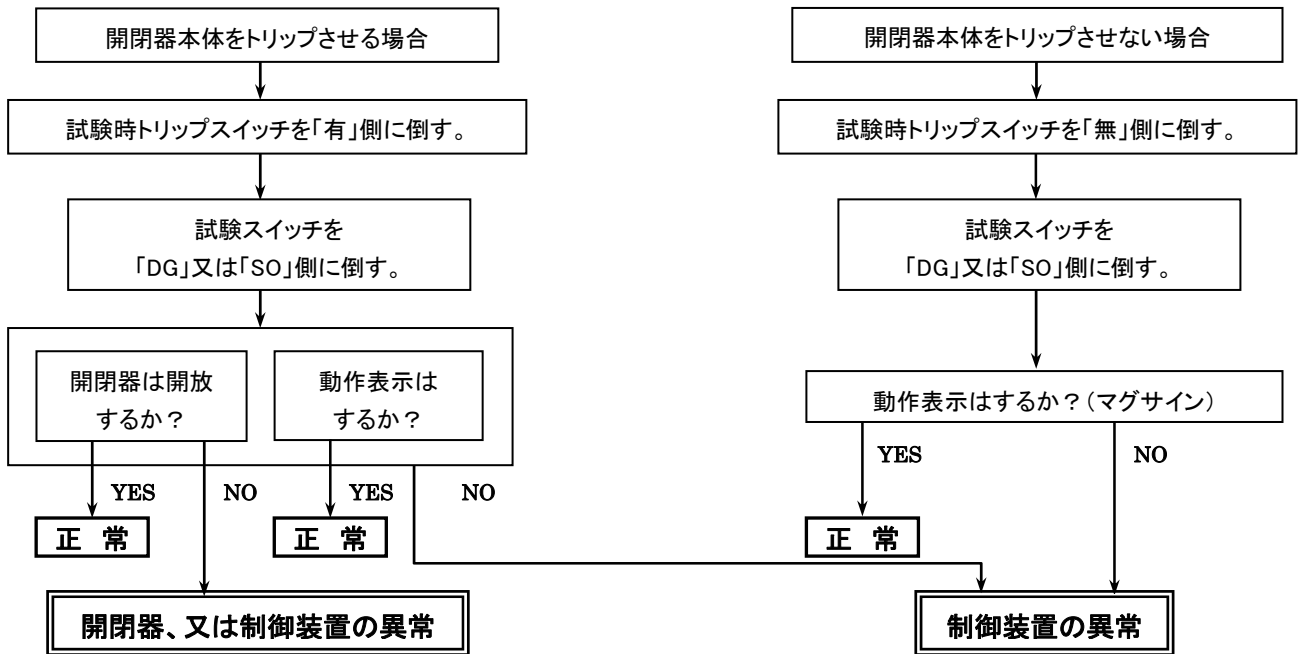 開閉器本体をトリップさせる場合
試験時トリップスイッチを「有」側に倒す。
試験スイッチを
「DG」又は「SO」側に倒す。
開閉器は開放
するか？
動作表示は
するか？
YES
NO
YES
NO
正 常
正 常
開閉器、又は制御装置の異常
開閉器本体をトリップさせない場合
試験時トリップスイッチを「無」側に倒す。
試験スイッチを
「DG」又は「SO」側に倒す。
動作表示はするか？（マグサイン）
YES
NO
正 常
制御装置の異常